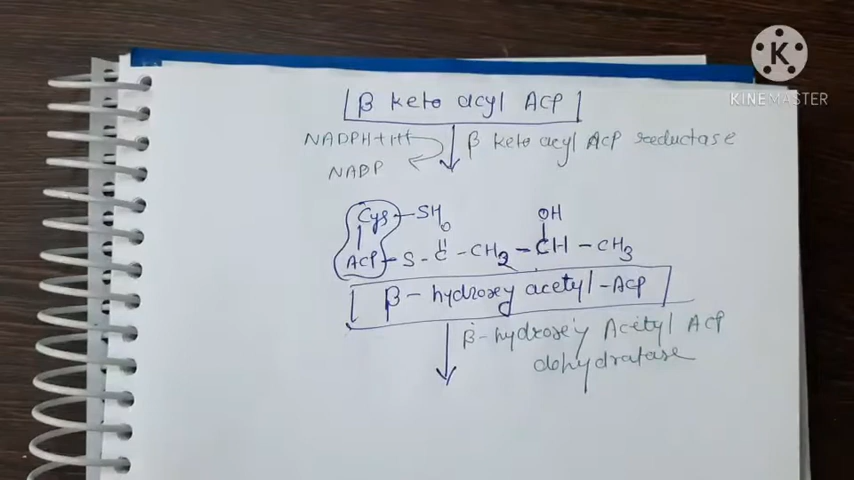 β keto acyl ACP
NADPH+H+
β keto acyl ACP reductase
NADP
Cys-SH
O
OH
ACP-S-C-CH2-CH-CH3
β-hydroxy acetyl-ACP
β-hydroxy Acetyl ACP
dehydratase
K
KINEMASTER